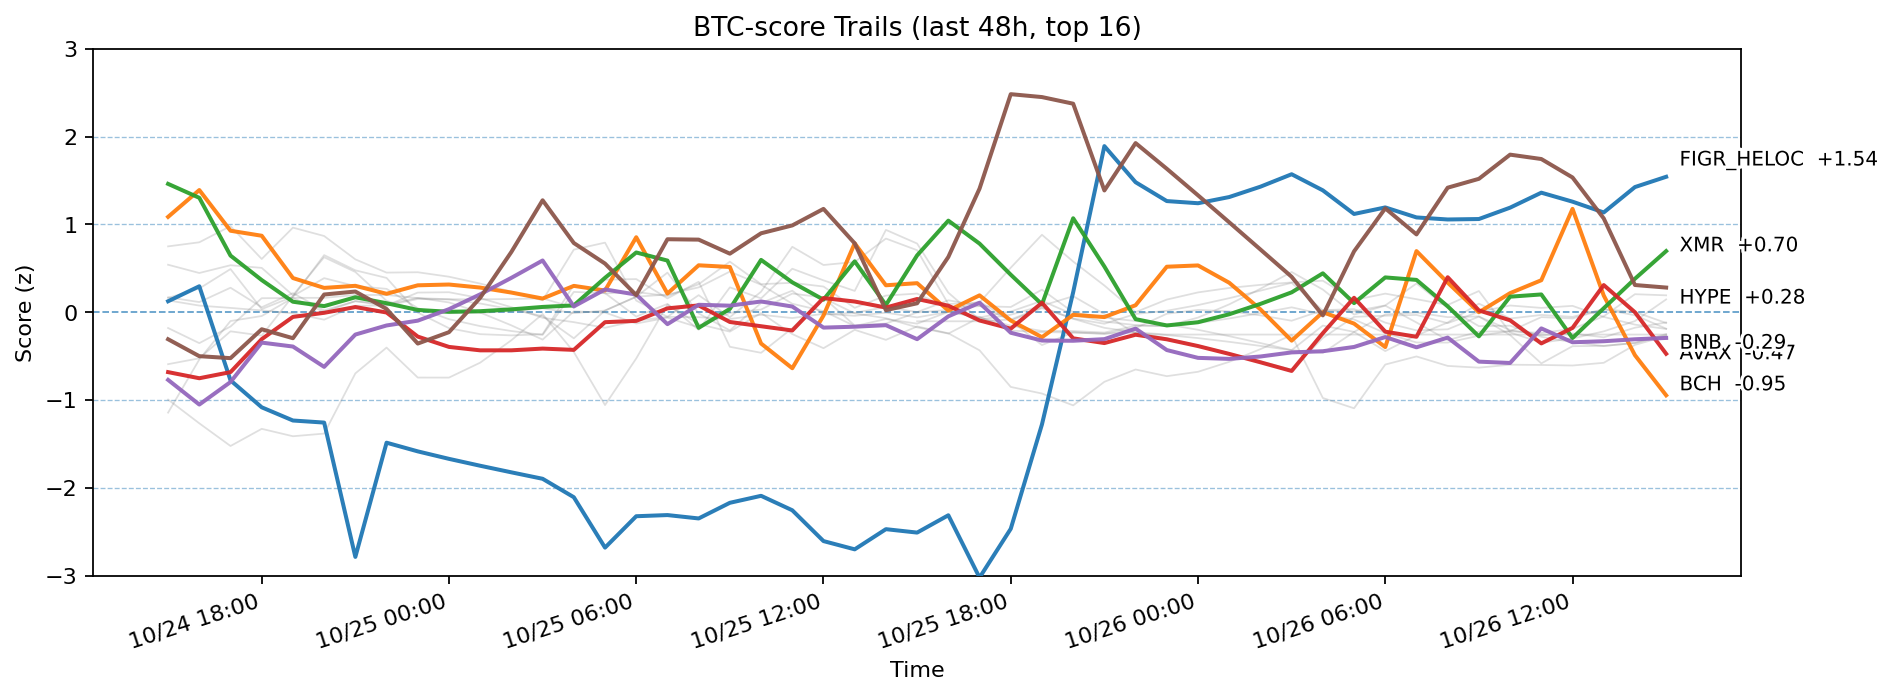 BTC-score Trails (last 48h, top 16)
Score (z)
3
2
1
0
−1
−2
−3
FIGR_HELOC +1.54
XMR +0.70
HYPE +0.28
BNB -0.29
AVAX -0.47
BCH -0.95
10/24 18:00
10/25 00:00
10/25 06:00
10/25 12:00
10/25 18:00
10/26 00:00
10/26 06:00
10/26 12:00
Time